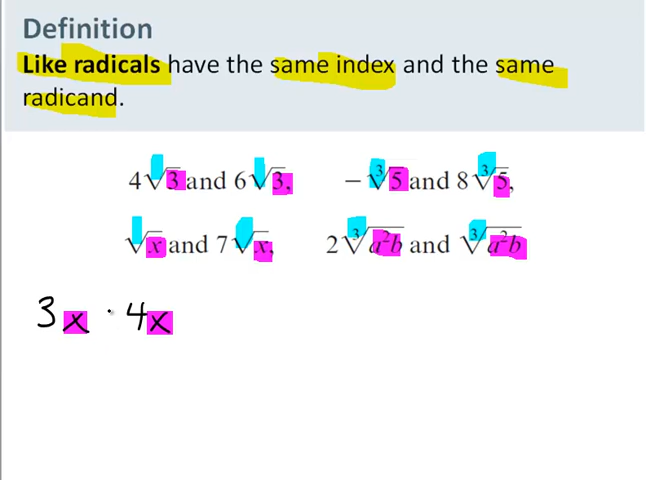 Definition
Like radicals have the same index and the same
radicand.
4√3 and 6√3, −∛5 and 8∛5,
√x and 7√x, 2∛a²b and ∛a²b
3x · 4x